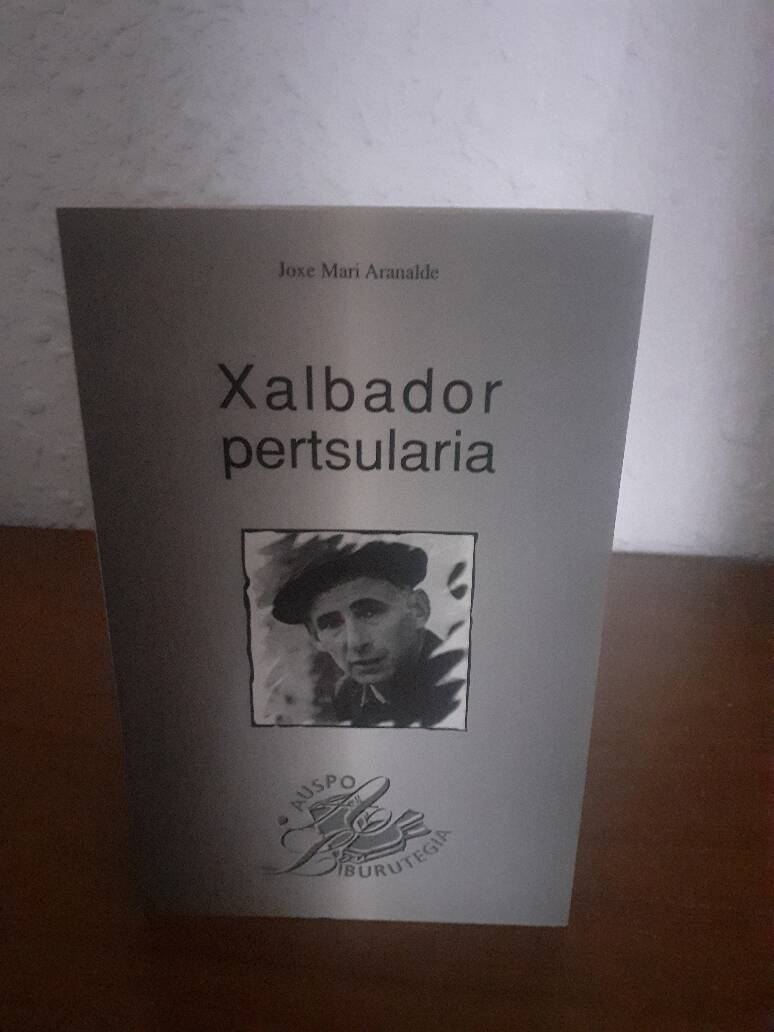 Joxe Mari Aranalde
Xalbador
pertsularia
AUSPO
LIBURUTEGIA